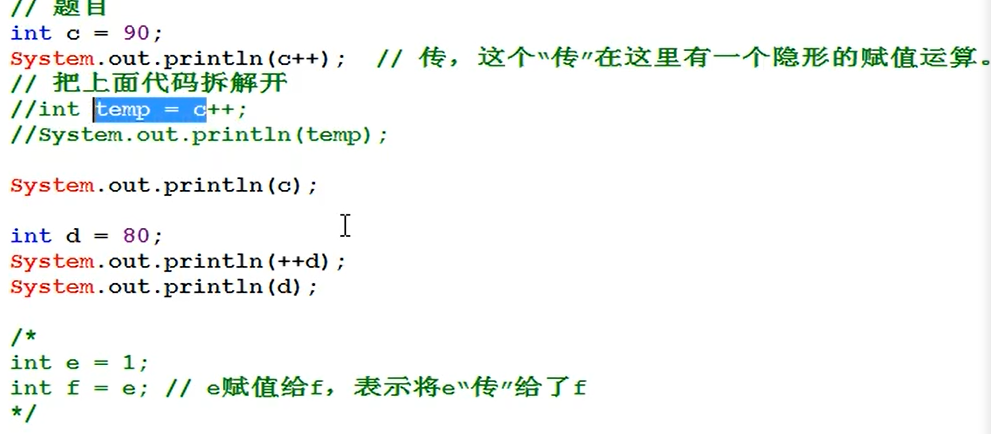 // 题目
int c = 90;
System.out.println(c++);  // 传，这个“传”在这里有一个隐形的赋值运算。
// 把上面代码拆解开
//int temp = c++;
//System.out.println(temp);
System.out.println(c);
int d = 80;
System.out.println(++d);
System.out.println(d);
/*
int e = 1;
int f = e; // e赋值给f，表示将e“传”给了f
*/